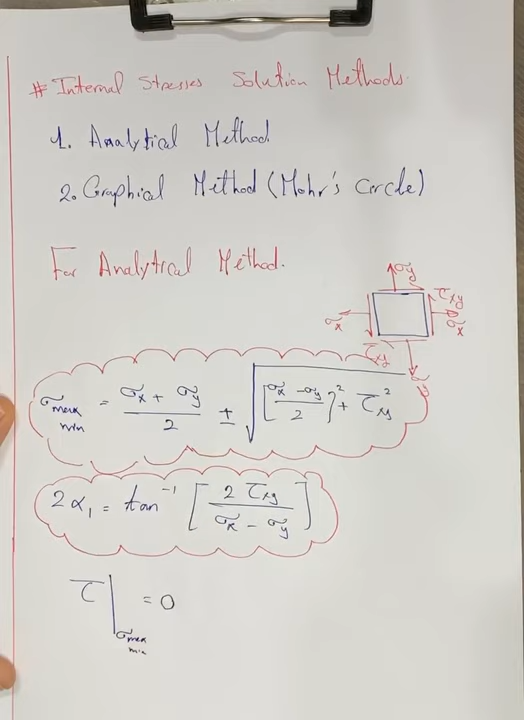 # Internal Stresses Solution Methods.
1. Analytical Method
2. Graphical Method (Mohr's Circle)
For Analytical Method.
σy
τxy
σx
σx
τxy
σy
σmax min = (σx + σy)/2 ± √([(σx - σy)/2]² + τxy²)
2α₁ = tan⁻¹ [2τxy/(σx - σy)]
τ|σmax min = 0